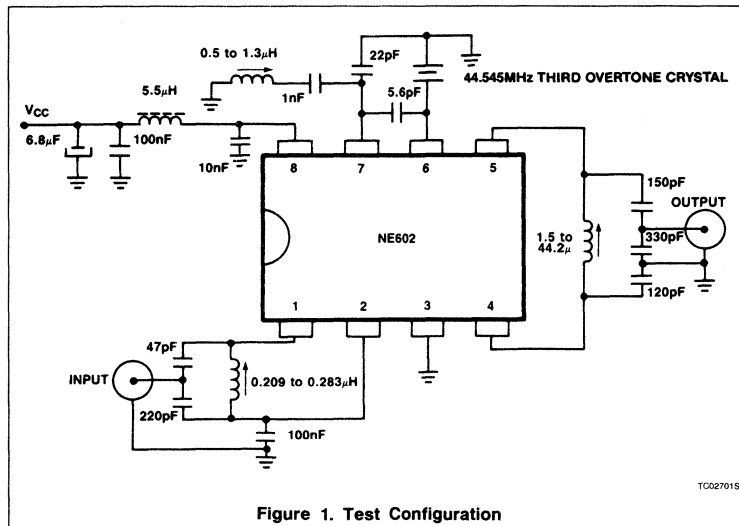 0.5 to 1.3μH
22pF
44.545MHz THIRD OVERTONE CRYSTAL
1nF
5.6pF
5.5μH
VCC
6.8μF
100nF
10nF
8
7
6
5
150pF
OUTPUT
NE602
1.5 to
44.2μ
330pF
120pF
1
2
3
4
47pF
INPUT
0.209 to 0.283μH
220pF
100nF
TC02701S
Figure 1. Test Configuration